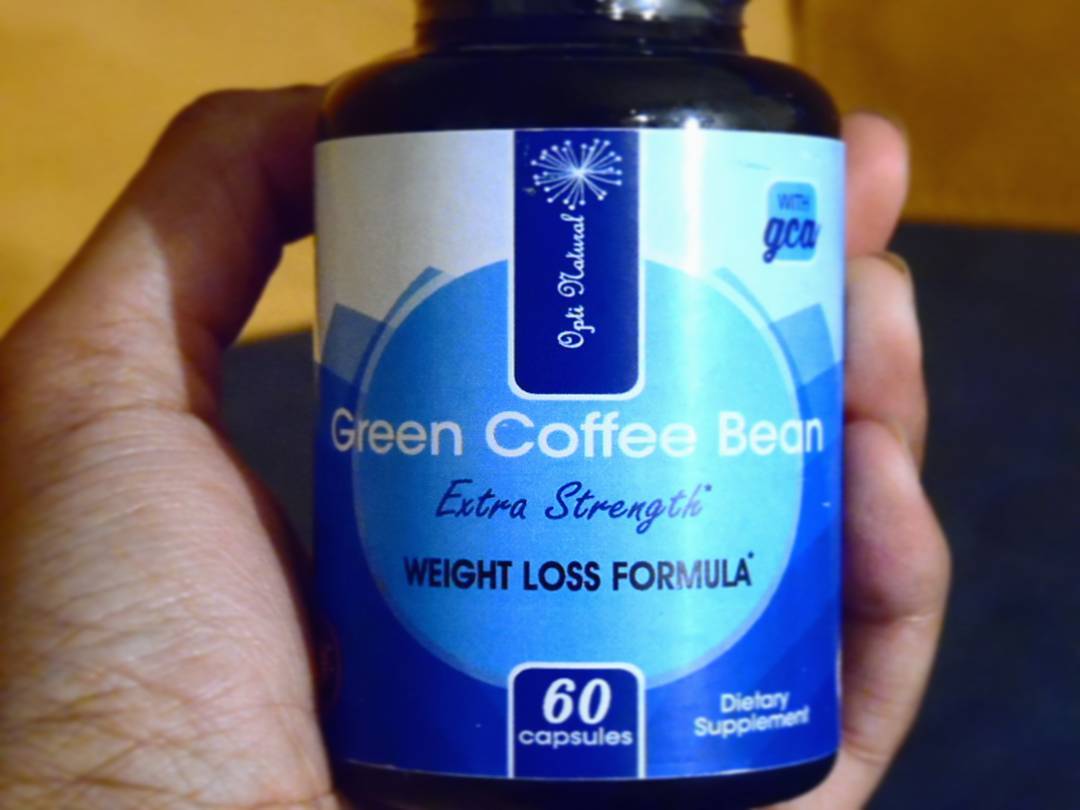 Opti Natural
WITH
gca
Green Coffee Bean
Extra Strength*
WEIGHT LOSS FORMULA*
60
capsules
Dietary
Supplement